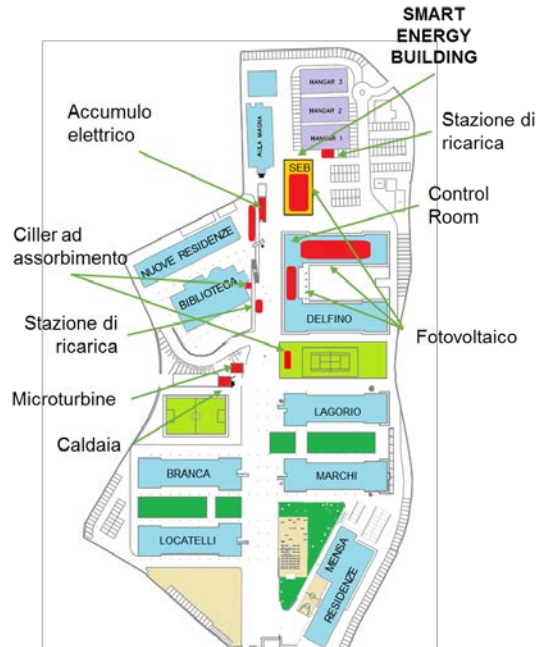 SMART
ENERGY
BUILDING
HANGAR 3
HANGAR 2
HANGAR 1
Accumulo
elettrico
AULA MAGNA
Stazione di
ricarica
SEB
Control
Room
Ciller ad
assorbimento
NUOVE RESIDENZE
BIBLIOTECA
Stazione di
ricarica
DELFINO
Fotovoltaico
Microturbine
Caldaia
LAGORIO
BRANCA
MARCHI
LOCATELLI
MENSA
RESIDENZE